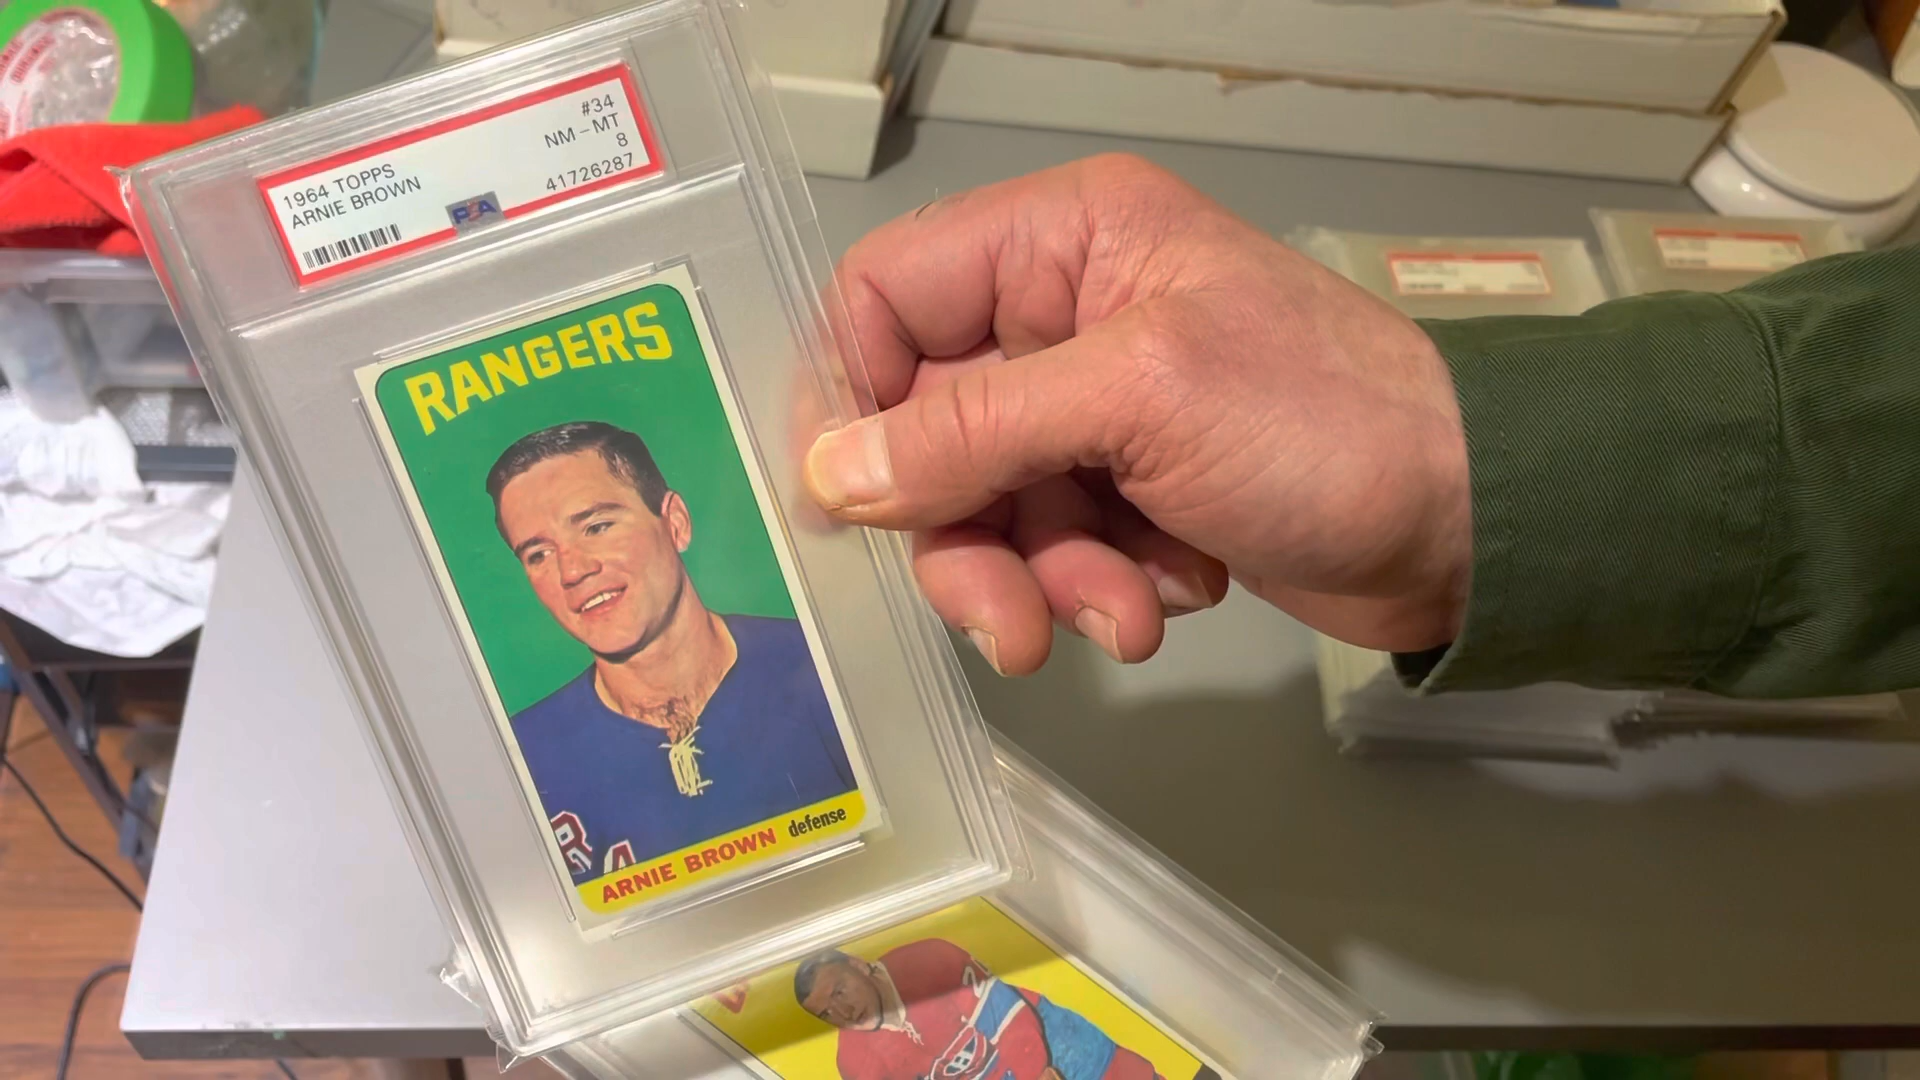 1964 TOPPS
ARNIE BROWN
#34
NM - MT
8
41726287
PSA
RANGERS
ARNIE BROWN defense